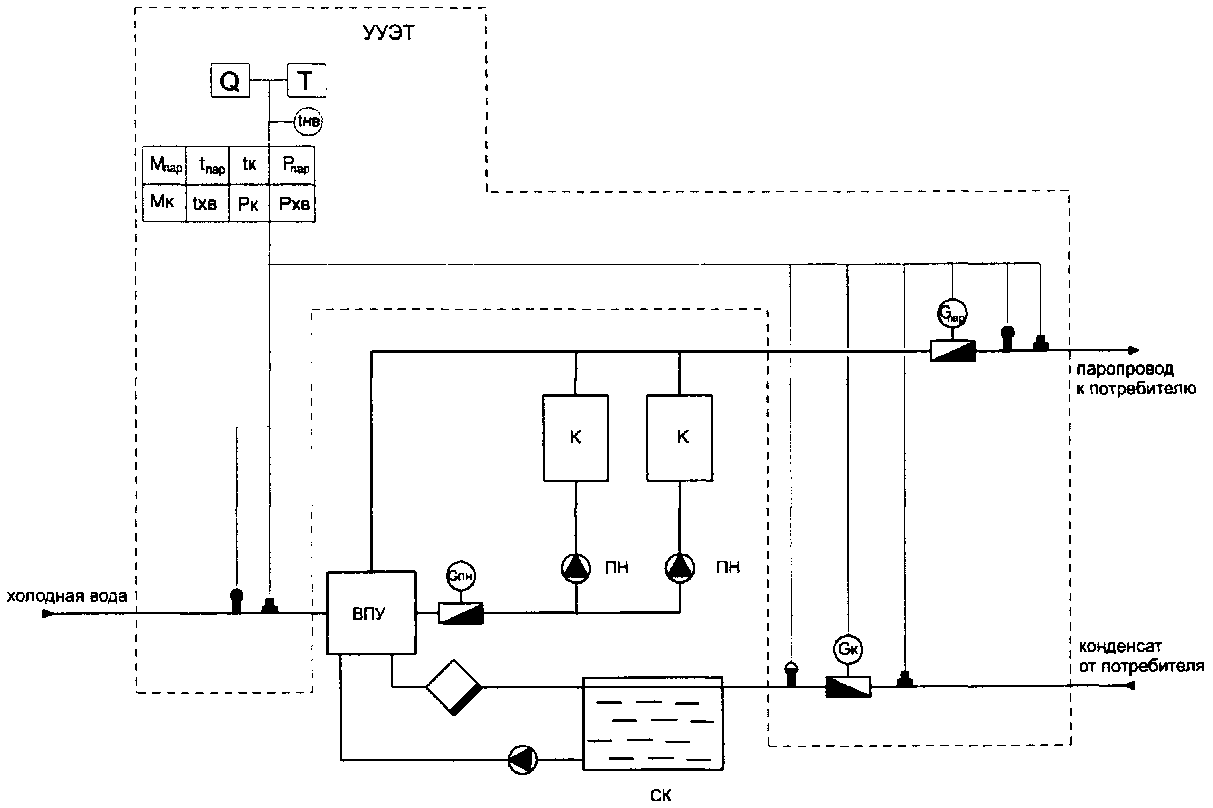 УУЭТ
Q T
tнв
Mпар tпар tк Pпар
Mк tхв Pк Pхв
Gпар
паропровод
к потребителю
К К
ПН ПН
Gпн
холодная вода
ВПУ
Gк
конденсат
от потребителя
СК